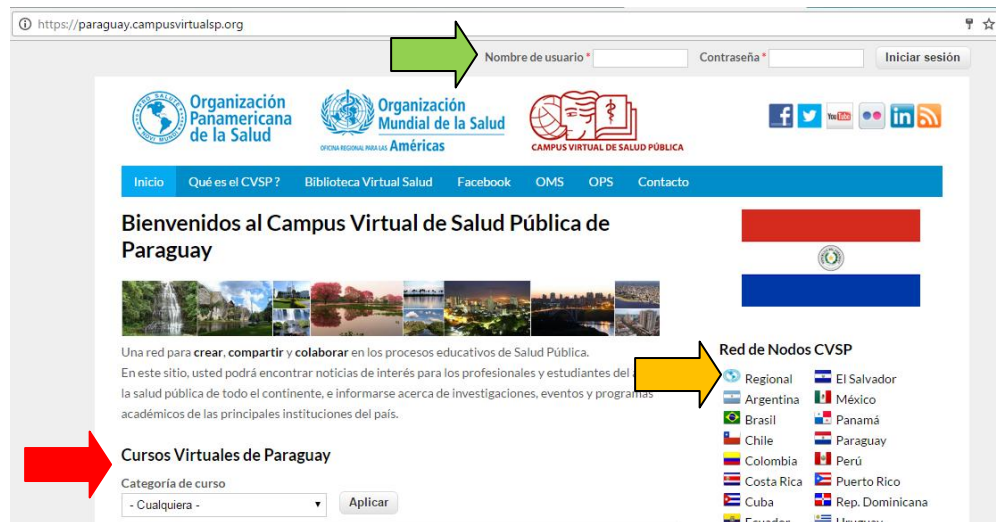 https://paraguay.campusvirtualsp.org
Nombre de usuario * Contraseña * Iniciar sesión
Organización
Panamericana
de la Salud
Organización
Mundial de la Salud
OFICINA REGIONAL PARA LAS Américas
CAMPUS VIRTUAL DE SALUD PÚBLICA
You Tube
in
Inicio Qué es el CVSP ? Biblioteca Virtual Salud Facebook OMS OPS Contacto
Bienvenidos al Campus Virtual de Salud Pública de
Paraguay
Una red para crear, compartir y colaborar en los procesos educativos de Salud Pública.
En este sitio, usted podrá encontrar noticias de interés para los profesionales y estudiantes del
la salud pública de todo el continente, e informarse acerca de investigaciones, eventos y programas
académicos de las principales instituciones del país.
Cursos Virtuales de Paraguay
Categoría de curso
- Cualquiera - Aplicar
Red de Nodos CVSP
Regional El Salvador
Argentina México
Brasil Panamá
Chile Paraguay
Colombia Perú
Costa Rica Puerto Rico
Cuba Rep. Dominicana
Ecuador Uruguay